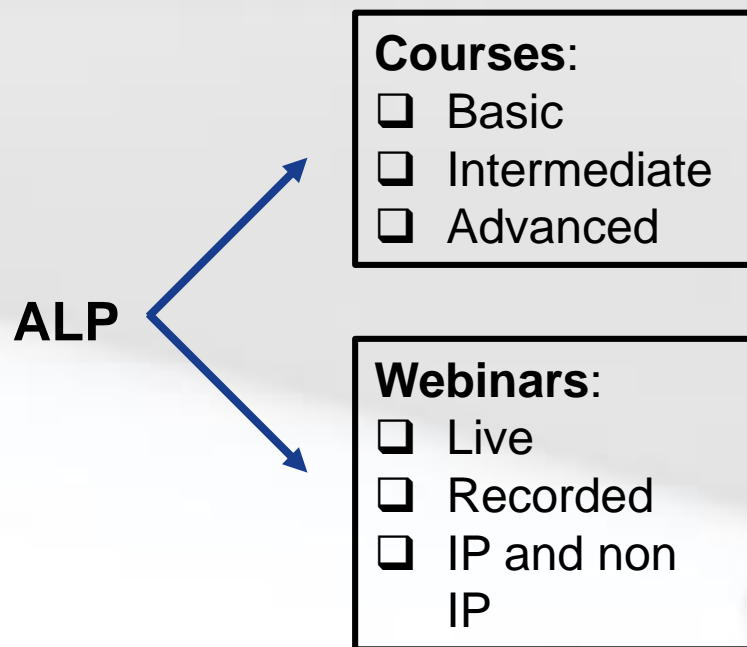 Courses:
❑ Basic
❑ Intermediate
❑ Advanced
ALP
Webinars:
❑ Live
❑ Recorded
❑ IP and non
IP